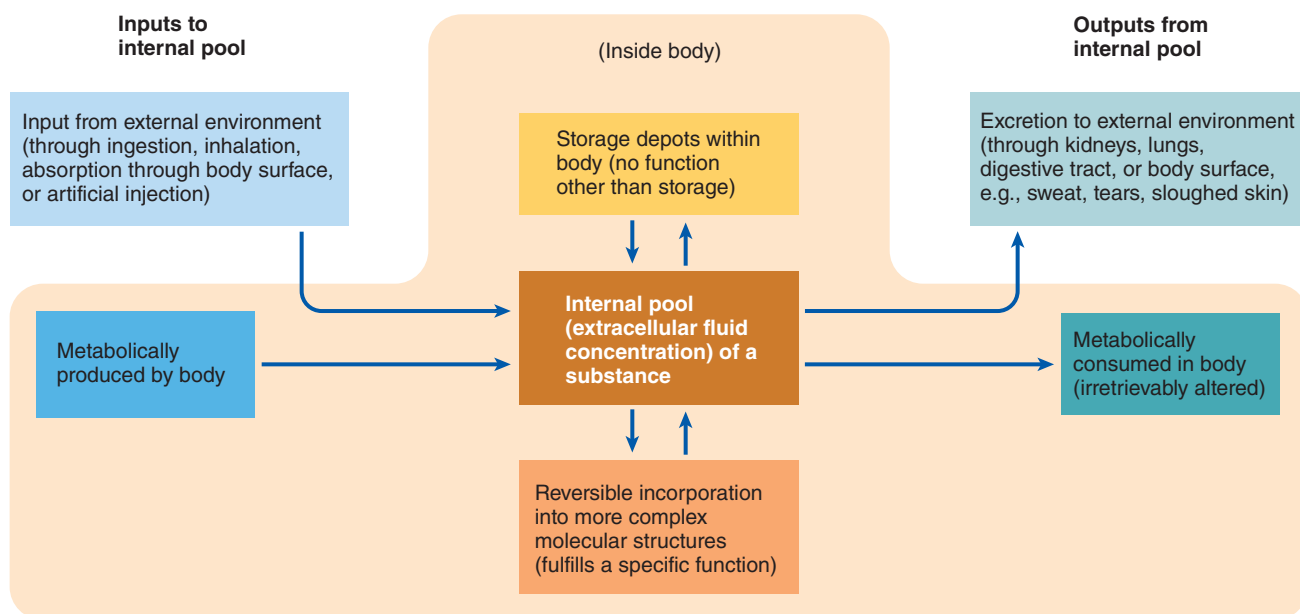 Inputs to
internal pool
(Inside body)
Outputs from
internal pool
Input from external environment
(through ingestion, inhalation,
absorption through body surface,
or artificial injection)
Storage depots within
body (no function
other than storage)
Excretion to external environment
(through kidneys, lungs,
digestive tract, or body surface,
e.g., sweat, tears, sloughed skin)
Metabolically
produced by body
Internal pool
(extracellular fluid
concentration) of a
substance
Metabolically
consumed in body
(irretrievably altered)
Reversible incorporation
into more complex
molecular structures
(fulfills a specific function)